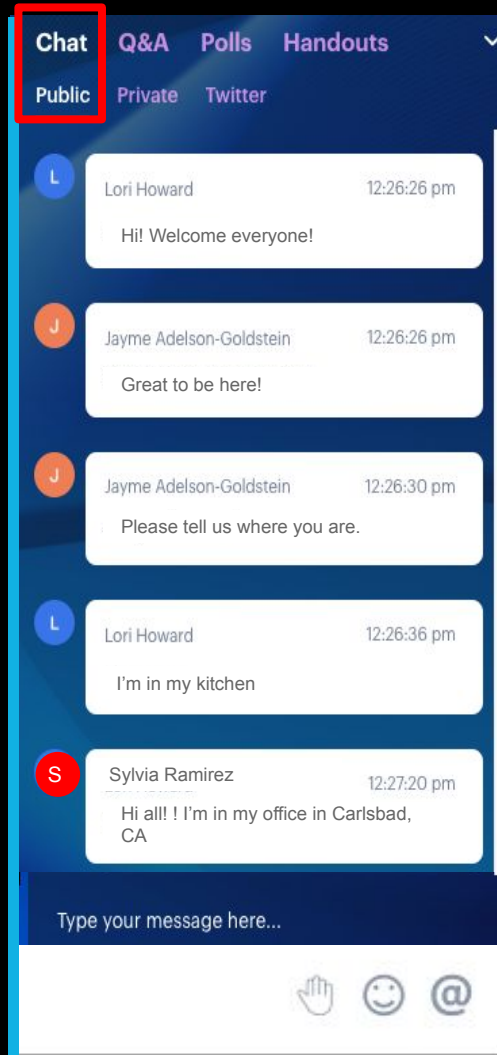 Chat Q&A Polls Handouts
Public Private Twitter
L
Lori Howard 12:26:26 pm
Hi! Welcome everyone!
J
Jayme Adelson-Goldstein 12:26:26 pm
Great to be here!
J
Jayme Adelson-Goldstein 12:26:30 pm
Please tell us where you are.
L
Lori Howard 12:26:36 pm
I'm in my kitchen
S
Sylvia Ramirez 12:27:20 pm
Hi all! ! I'm in my office in Carlsbad,
CA
Type your message here...
@